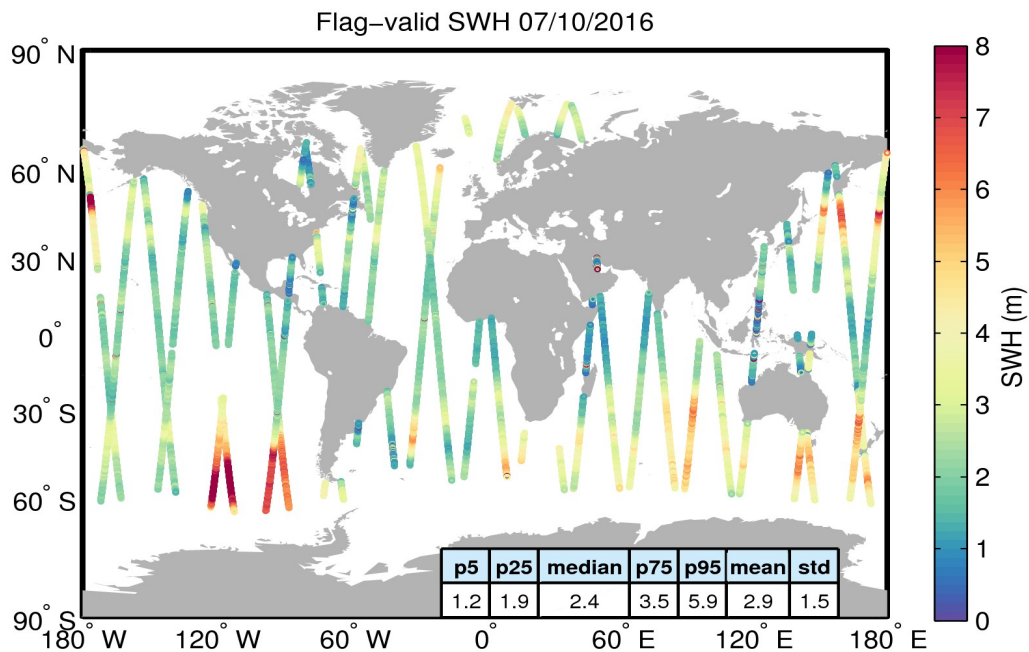 Flag−valid SWH 07/10/2016
90° N
60° N
30° N
0°
30° S
60° S
90° S
180° W
120° W
60° W
0°
60° E
120° E
180° E
p5 p25 median p75 p95 mean std
1.2 1.9 2.4 3.5 5.9 2.9 1.5
8
7
6
5
4
3
2
1
0
SWH (m)